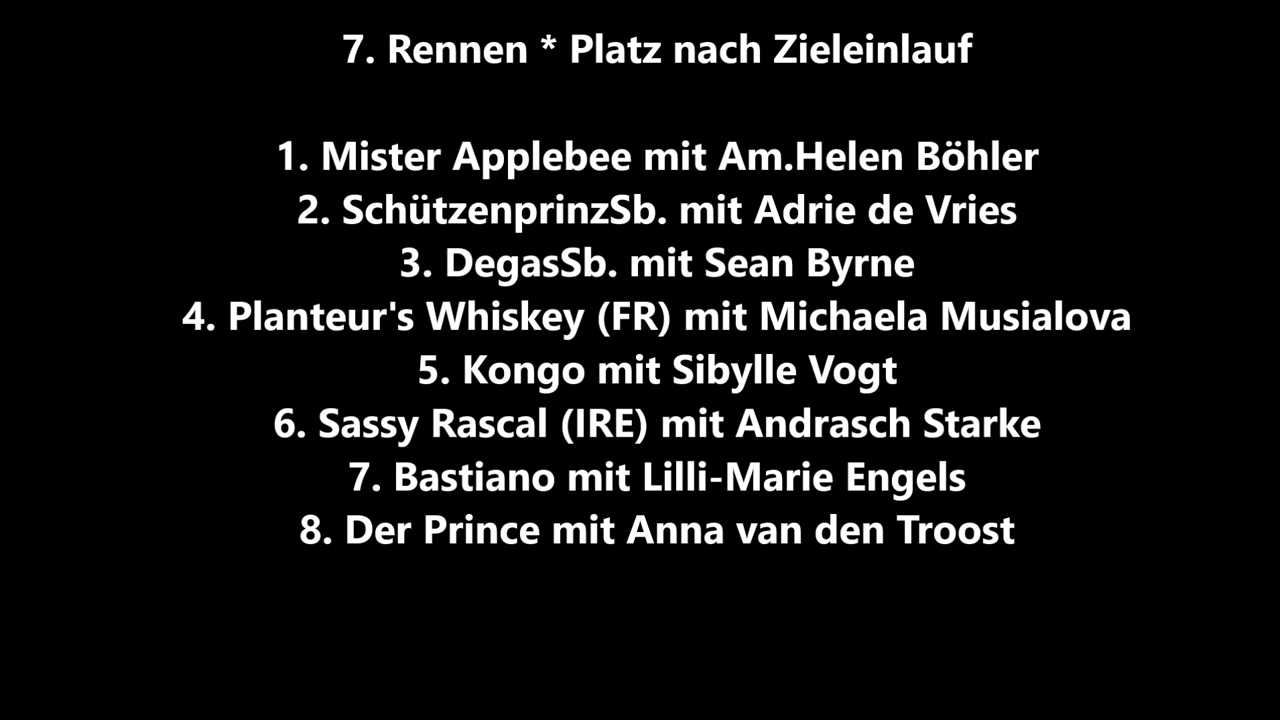 7. Rennen * Platz nach Zieleinlauf
1. Mister Applebee mit Am.Helen Böhler
2. SchützenprinzSb. mit Adrie de Vries
3. DegasSb. mit Sean Byrne
4. Planteur's Whiskey (FR) mit Michaela Musialova
5. Kongo mit Sibylle Vogt
6. Sassy Rascal (IRE) mit Andrasch Starke
7. Bastiano mit Lilli-Marie Engels
8. Der Prince mit Anna van den Troost